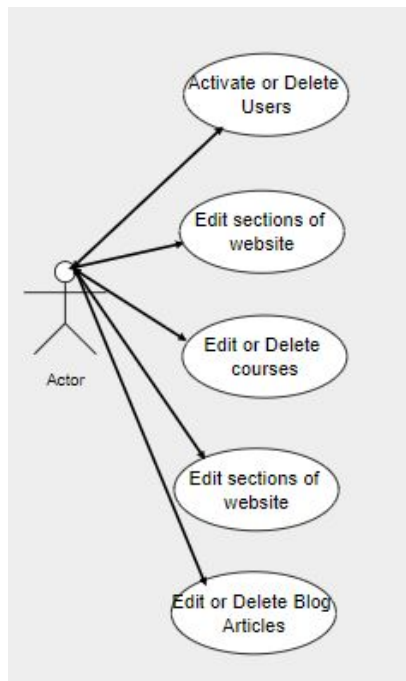 Activate or Delete
Users
Edit sections of
website
Edit or Delete
courses
Actor
Edit sections of
website
Edit or Delete Blog
Articles